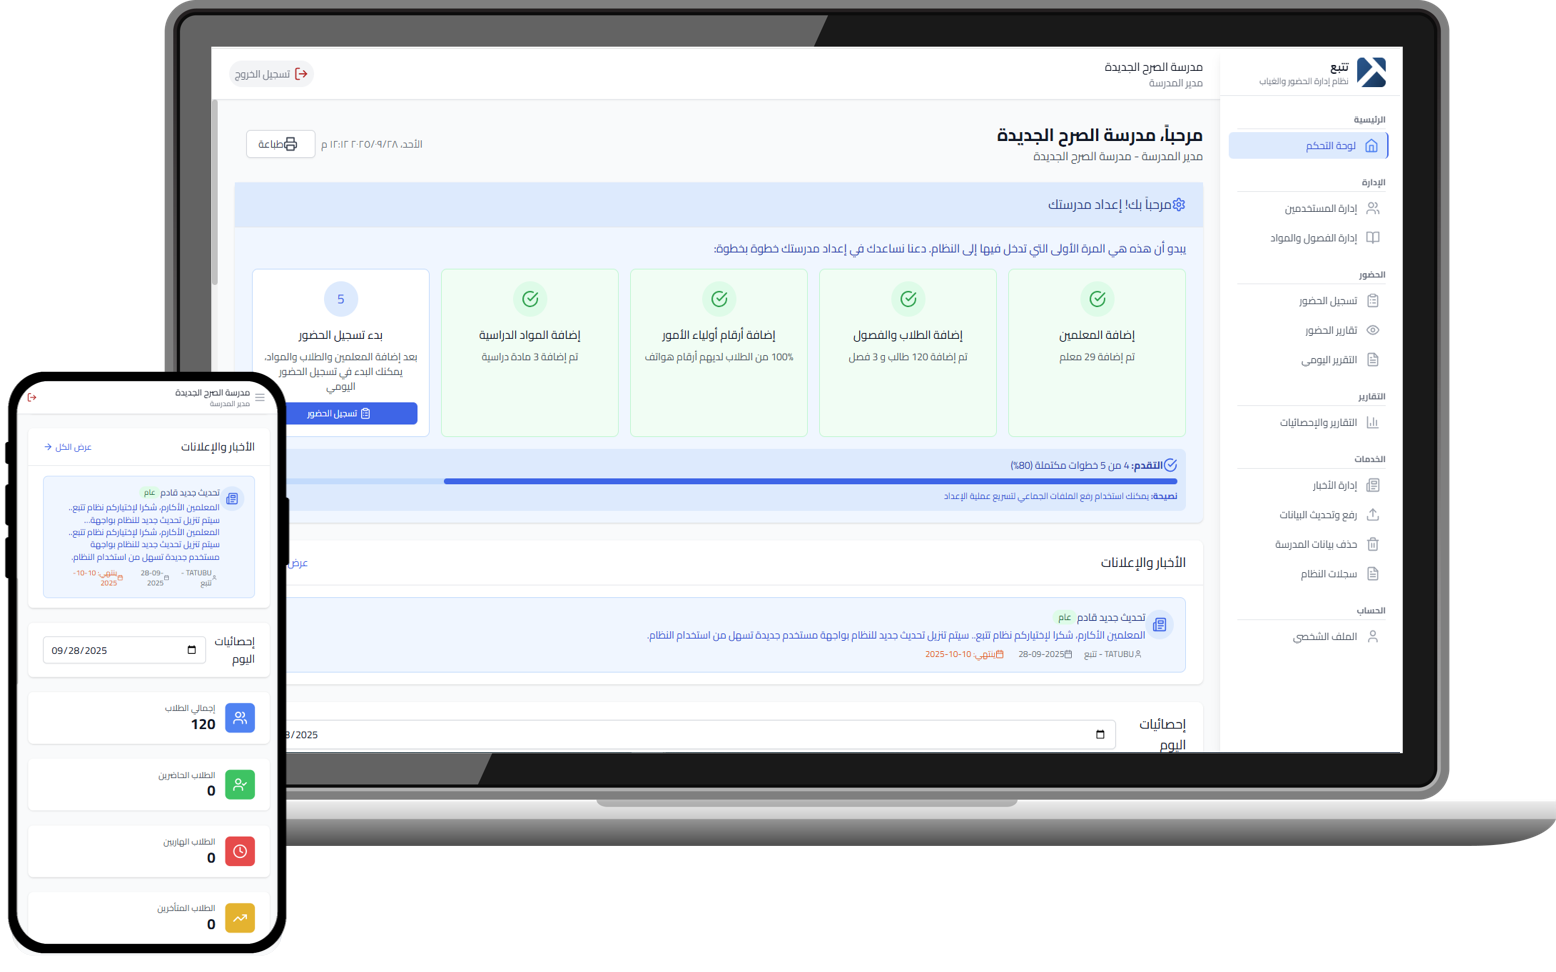 تتبع
نظام إدارة الحضور والغياب
الرئيسية
لوحة التحكم
الإدارة
إدارة المستخدمين
إدارة الفصول والمواد
الحضور
تسجيل الحضور
تقارير الحضور
التقرير اليومي
التقارير
التقارير والإحصائيات
الخدمات
إدارة الأخبار
رفع وتحديث البيانات
حذف بيانات المدرسة
سجلات النظام
الحساب
الملف الشخصي
مدرسة الصرح الجديدة
مدير المدرسة
تسجيل الخروج
مرحباً، مدرسة الصرح الجديدة
مدير المدرسة - مدرسة الصرح الجديدة
الأحد، ٢٠٢٥/٠٩/٢٨ ١٢:١٢ م
طباعة
مرحباً بك! إعداد مدرستك
يبدو أن هذه هي المرة الأولى التي تدخل فيها إلى النظام. دعنا نساعدك في إعداد مدرستك خطوة بخطوة:
إضافة المعلمين
تم إضافة 29 معلم
إضافة الطلاب والفصول
تم إضافة 120 طالب و 3 فصل
إضافة أرقام أولياء الأمور
100% من الطلاب لديهم أرقام هواتف
إضافة المواد الدراسية
تم إضافة 3 مادة دراسية
5
بدء تسجيل الحضور
بعد إضافة المعلمين والطلاب والمواد،
يمكنك البدء في تسجيل الحضور
اليومي
تسجيل الحضور
التقدم: 4 من 5 خطوات مكتملة (80%)
نصيحة: يمكنك استخدام رفع الملفات الجماعي لتسريع عملية الإعداد
الأخبار والإعلانات
عرض
تحديث جديد قادم عام
المعلمين الأكارم، شكرا لإختياركم نظام تتبع.. سيتم تنزيل تحديث جديد للنظام بواجهة مستخدم جديدة تسهل من استخدام النظام.
TATUBU - تتبع
28-09-2025
ينتهي: 10-10-2025
إحصائيات
اليوم
3/2025
مدرسة الصرح الجديدة
مدير المدرسة
الأخبار والإعلانات
عرض الكل
تحديث جديد قادم عام
المعلمين الأكارم، شكرا لإختياركم نظام تتبع..
سيتم تنزيل تحديث جديد للنظام بواجهة...
المعلمين الأكارم، شكرا لإختياركم نظام تتبع..
سيتم تنزيل تحديث جديد للنظام بواجهة
مستخدم جديدة تسهل من استخدام النظام.
TATUBU -
تتبع
28-09-
2025
ينتهي: 10-10-
2025
إحصائيات
اليوم
09/28/2025
إجمالي الطلاب
120
الطلاب الحاضرين
0
الطلاب الهاربين
0
الطلاب المتأخرين
0